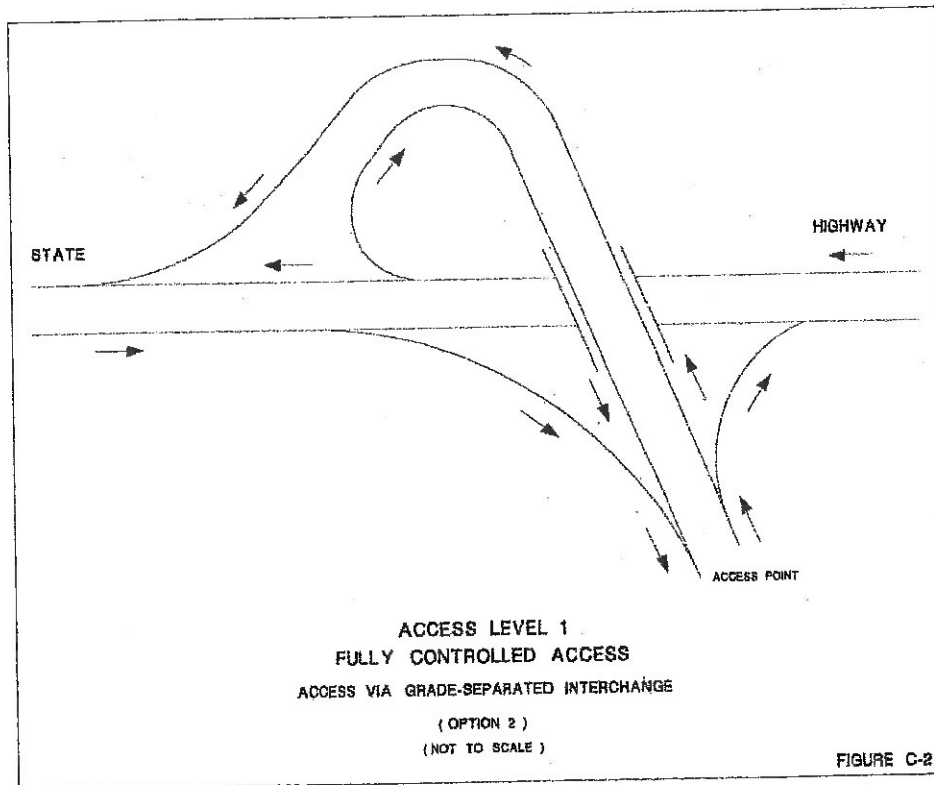 STATE
HIGHWAY
ACCESS POINT
ACCESS LEVEL 1
FULLY CONTROLLED ACCESS
ACCESS VIA GRADE-SEPARATED INTERCHANGE
( OPTION 2 )
( NOT TO SCALE )
FIGURE C-2